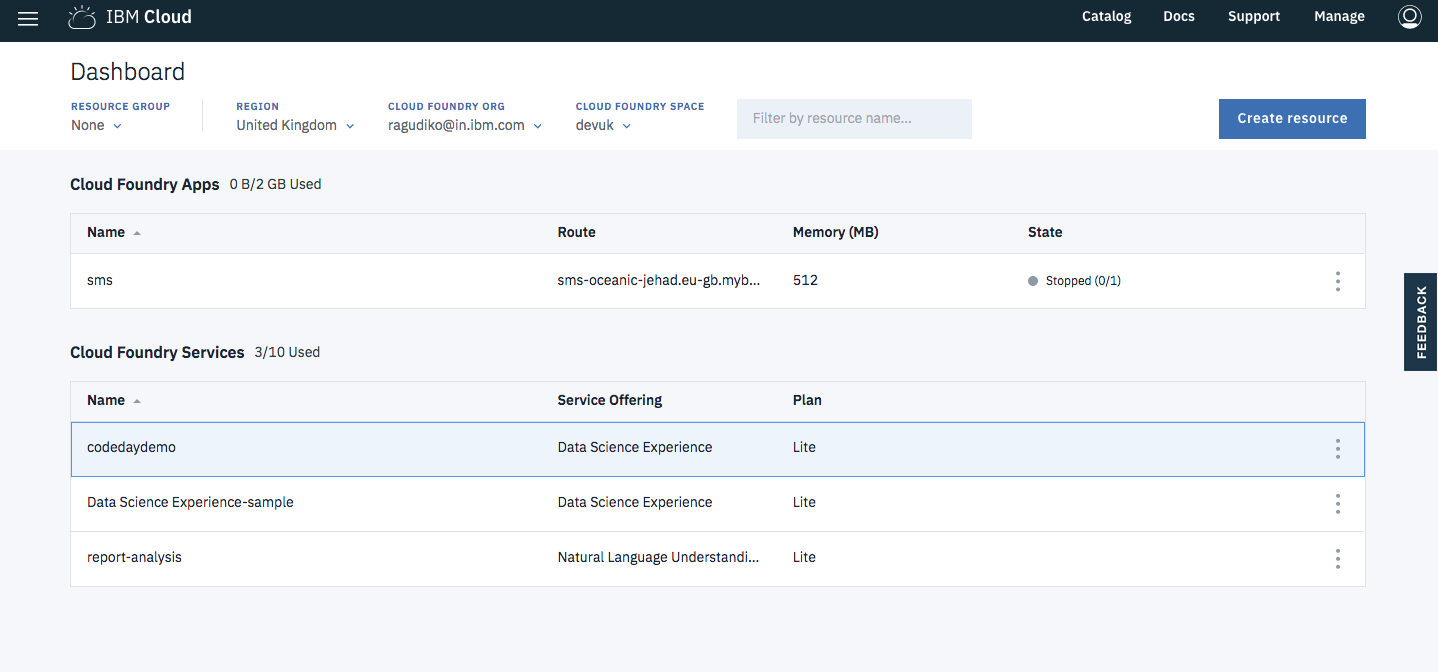 IBM Cloud
Catalog Docs Support Manage
Dashboard
RESOURCE GROUP REGION CLOUD FOUNDRY ORG CLOUD FOUNDRY SPACE
None United Kingdom ragudiko@in.ibm.com devuk
Filter by resource name...
Create resource
Cloud Foundry Apps 0 B/2 GB Used
Name Route Memory (MB) State
sms sms-oceanic-jehad.eu-gb.myb... 512 Stopped (0/1)
FEEDBACK
Cloud Foundry Services 3/10 Used
Name Service Offering Plan
codedaydemo Data Science Experience Lite
Data Science Experience-sample Data Science Experience Lite
report-analysis Natural Language Understandi... Lite